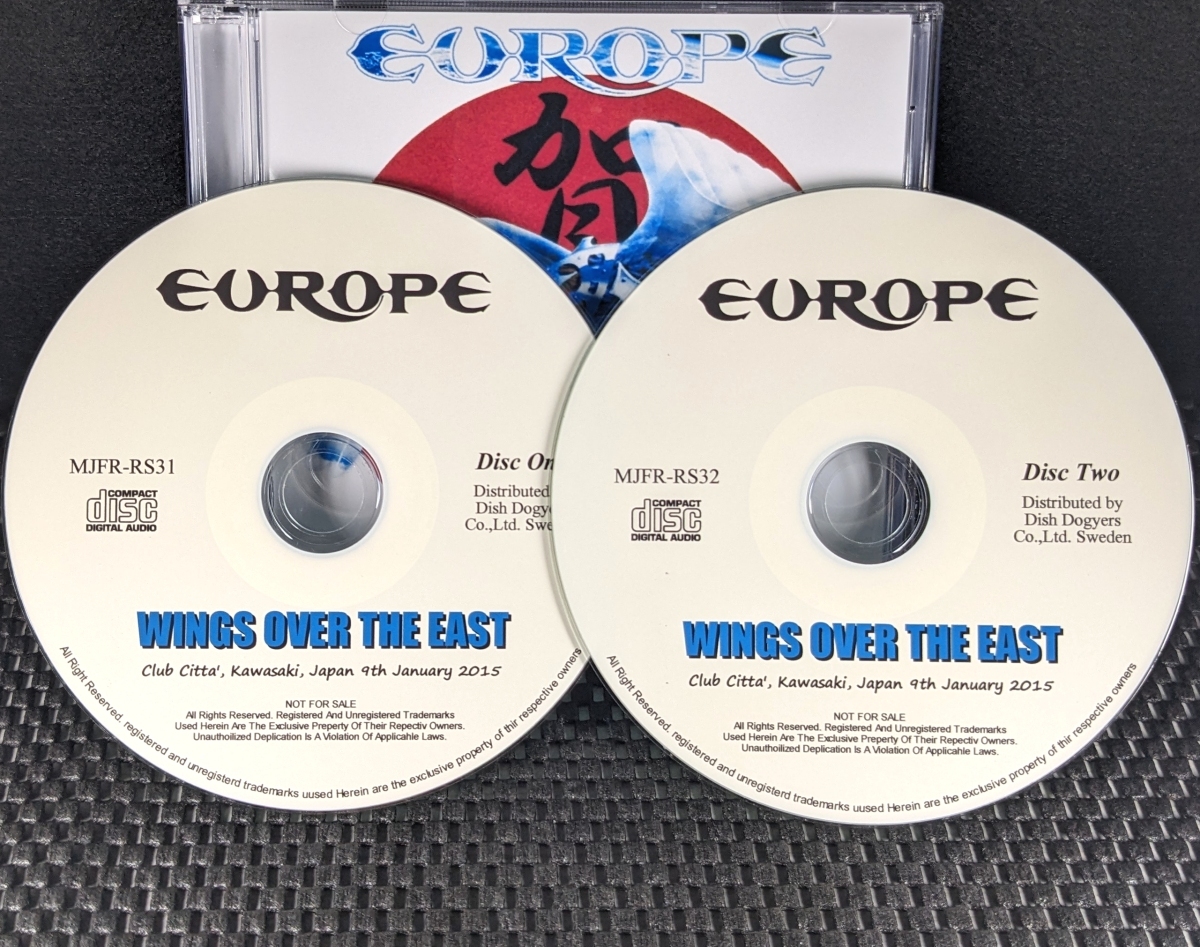 EUROPE
賀
EUROPE
MJFR-RS31
COMPACT
disc
DIGITAL AUDIO
Disc On
Distributed
Dish Dogy
Co.,Ltd. Swe
WINGS OVER THE EAST
Club Citta', Kawasaki, Japan 9th January 2015
NOT FOR SALE
All Rights Reserved. Registered And Unregistered Trademarks
Used Herein Are The Exclusive Preperty Of Their Repectiv Owners.
Unauthoilized Deplication Is A Violation Of Applicahle Laws.
All Right Reserved. registered and unregisterd trademarks uused Herein are the exclusive property of thir respective owners
EUROPE
MJFR-RS32
COMPACT
disc
DIGITAL AUDIO
Disc Two
Distributed by
Dish Dogyers
Co.,Ltd. Sweden
WINGS OVER THE EAST
Club Citta', Kawasaki, Japan 9th January 2015
NOT FOR SALE
All Rights Reserved. Registered And Unregistered Trademarks
Used Herein Are The Exclusive Preperty Of Their Repectiv Owners.
Unauthoilized Deplication Is A Violation Of Applicahle Laws.
All Right Reserved. registered and unregisterd trademarks uused Herein are the exclusive property of thir respective owners